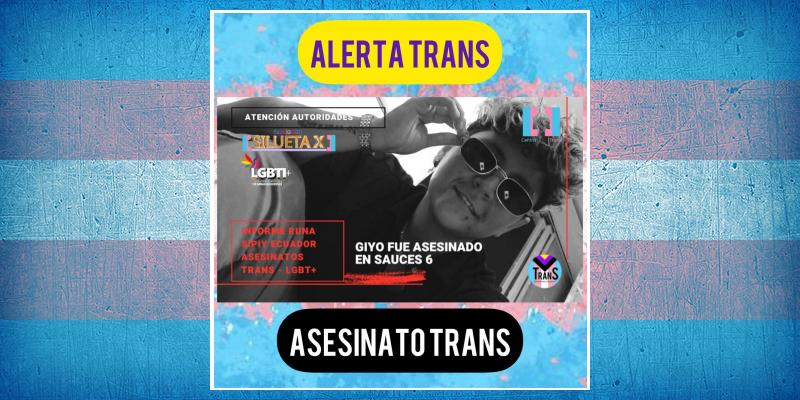 ALERTA TRANS
ATENCIÓN AUTORIDADES
SILUETA X
LGBTI+
INFORME RUNA
SIPIY ECUADOR
ASESINATOS
TRANS - LGBT+
GIYO FUE ASESINADO
EN SAUCES 6
TRANS
ASESINATO TRANS